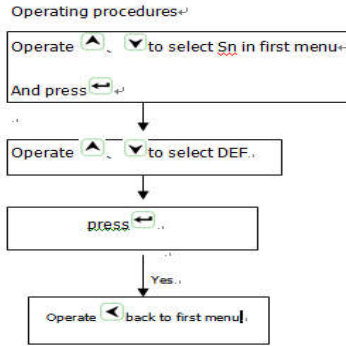 Operating procedures
Operate 、 to select Sn in first menu
And press
Operate 、 to select DEF.
press
Yes.
Operate back to first menu